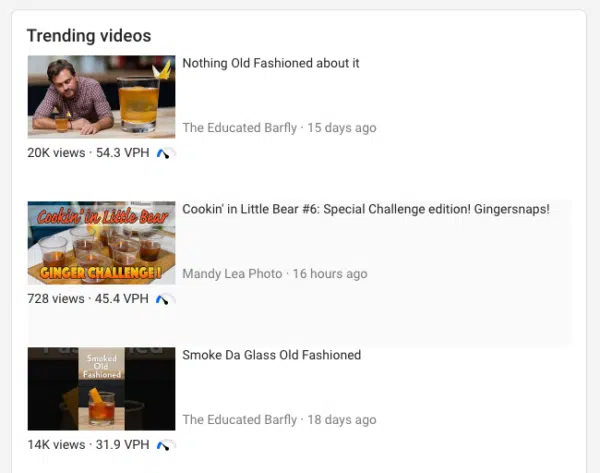 Trending videos
Nothing Old Fashioned about it
The Educated Barfly · 15 days ago
20K views · 54.3 VPH
Cookin' in Little Bear #6: Special Challenge edition! Gingersnaps!
Cookin' in Little Bear
GINGER CHALLENGE!
Mandy Lea Photo · 16 hours ago
728 views · 45.4 VPH
Smoke Da Glass Old Fashioned
Smoked
Old
Fashioned
The Educated Barfly · 18 days ago
14K views · 31.9 VPH